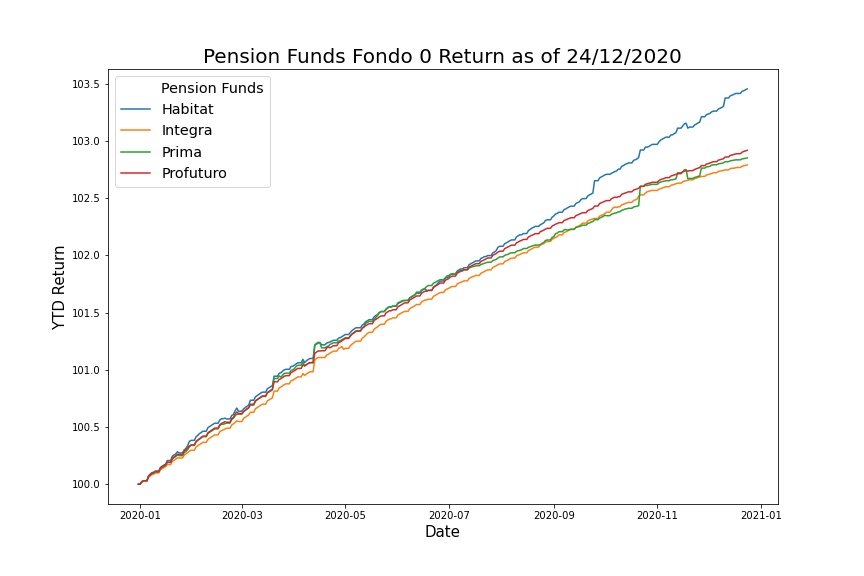 Pension Funds Fondo 0 Return as of 24/12/2020
Pension Funds
Habitat
Integra
Prima
Profuturo
YTD Return
103.5
103.0
102.5
102.0
101.5
101.0
100.5
100.0
2020-01
2020-03
2020-05
2020-07
2020-09
2020-11
2021-01
Date